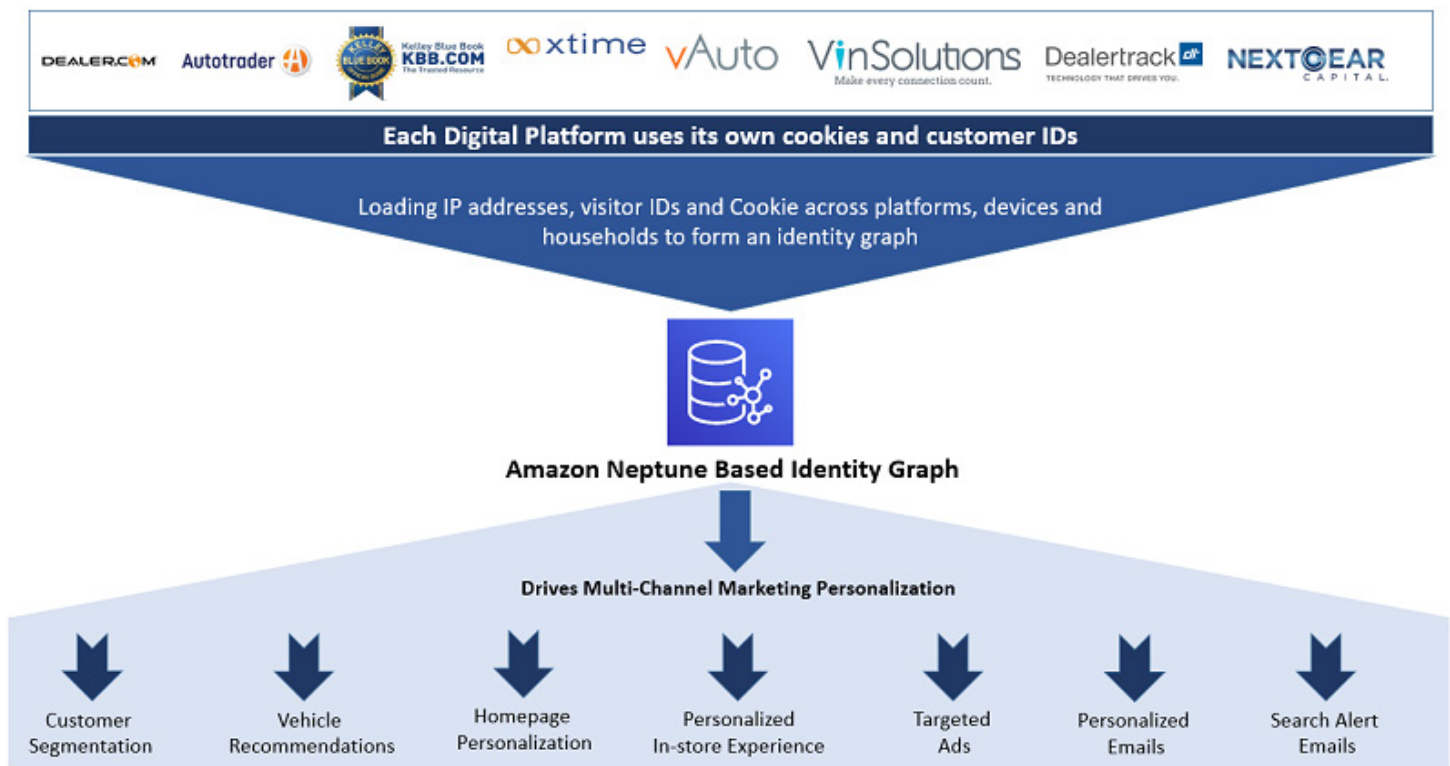 DEALER.COM
Autotrader
KELLEY
BLUE BOOK
Kelley Blue Book
KBB.COM
The Trusted Resource
xtime
vAuto
VinSolutions
Make every connection count.
Dealertrack dt
TECHNOLOGY THAT DRIVES YOU.
NEXTGEAR
CAPITAL
Each Digital Platform uses its own cookies and customer IDs
Loading IP addresses, visitor IDs and Cookie across platforms, devices and
households to form an identity graph
Amazon Neptune Based Identity Graph
Drives Multi-Channel Marketing Personalization
Customer
Segmentation
Vehicle
Recommendations
Homepage
Personalization
Personalized
In-store Experience
Targeted
Ads
Personalized
Emails
Search Alert
Emails